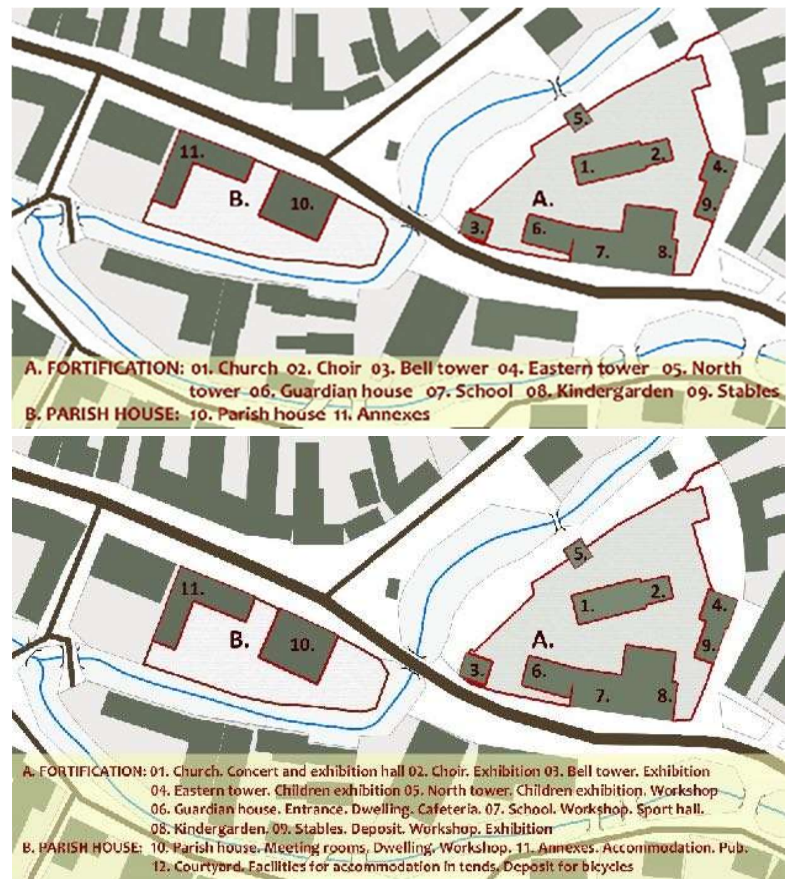 5.
11.
1.
2.
4.
B.
10.
A.
9.
3.
6.
7.
8.
A. FORTIFICATION: 01. Church 02. Choir 03. Bell tower 04. Eastern tower 05. North
tower 06. Guardian house 07. School 08. Kindergarden 09. Stables
B. PARISH HOUSE: 10. Parish house 11. Annexes
5.
11.
1.
2.
4.
B.
10.
A.
9.
3.
6.
7.
8.
A. FORTIFICATION: 01. Church. Concert and exhibition hall 02. Choir. Exhibition 03. Bell tower. Exhibition
04. Eastern tower. Children exhibition 05. North tower. Children exhibition. Workshop
06. Guardian house. Entrance. Dwelling. Cafeteria. 07. School. Workshop. Sport hall.
08. Kindergarden. 09. Stables. Deposit. Workshop. Exhibition
B. PARISH HOUSE: 10. Parish house. Meeting rooms. Dwelling. Workshop. 11. Annexes. Accommodation. Pub.
12. Courtyard. Facilities for accommodation in tends. Deposit for bicycles